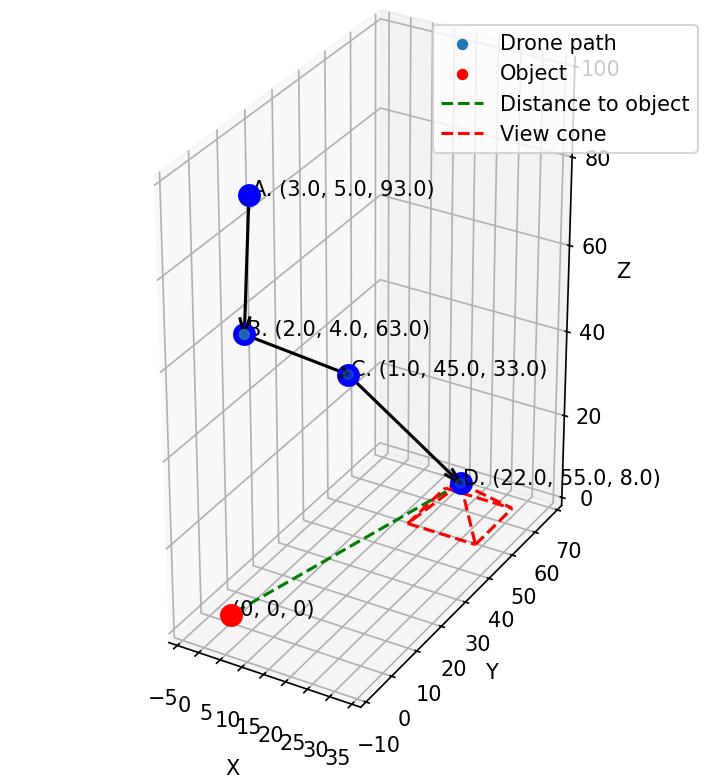 Drone path
Object
Distance to object
View cone
100
80
60
40
20
0
Z
A. (3.0, 5.0, 93.0)
B. (2.0, 4.0, 63.0)
C. (1.0, 45.0, 33.0)
D. (22.0, 55.0, 8.0)
(0, 0, 0)
70
60
50
40
30
20
10
0
−10
Y
−5
0
5
10
15
20
25
30
35
X